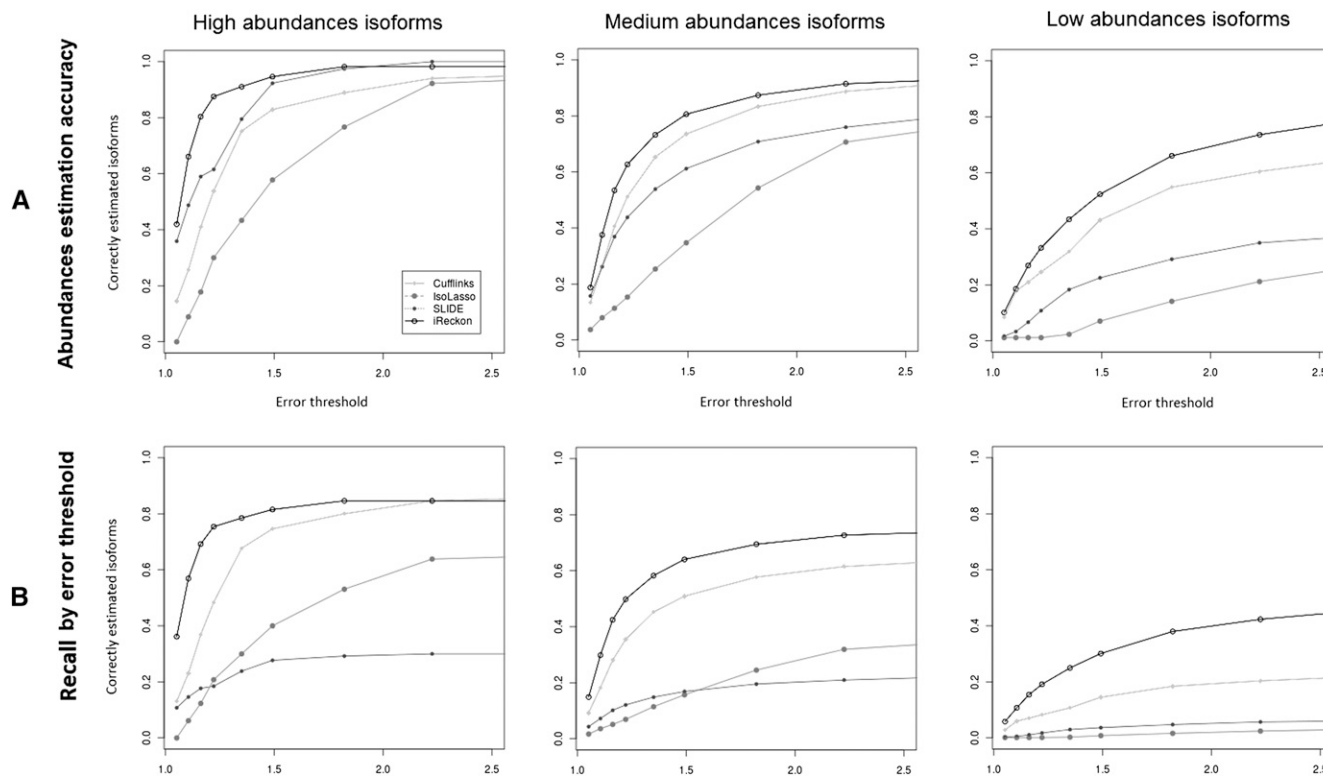 High abundances isoforms
Medium abundances isoforms
Low abundances isoforms
A
Abundances estimation accuracy
Correctly estimated isoforms
0.0 0.2 0.4 0.6 0.8 1.0
0.0 0.2 0.4 0.6 0.8 1.0
0.0 0.2 0.4 0.6 0.8 1.0
Cufflinks
IsoLasso
SLIDE
iReckon
1.0 1.5 2.0 2.5
1.0 1.5 2.0 2.5
1.0 1.5 2.0 2.5
Error threshold
Error threshold
Error threshold
B
Recall by error threshold
Correctly estimated isoforms
0.0 0.2 0.4 0.6 0.8 1.0
0.0 0.2 0.4 0.6 0.8 1.0
0.0 0.2 0.4 0.6 0.8 1.0
1.0 1.5 2.0 2.5
1.0 1.5 2.0 2.5
1.0 1.5 2.0 2.5